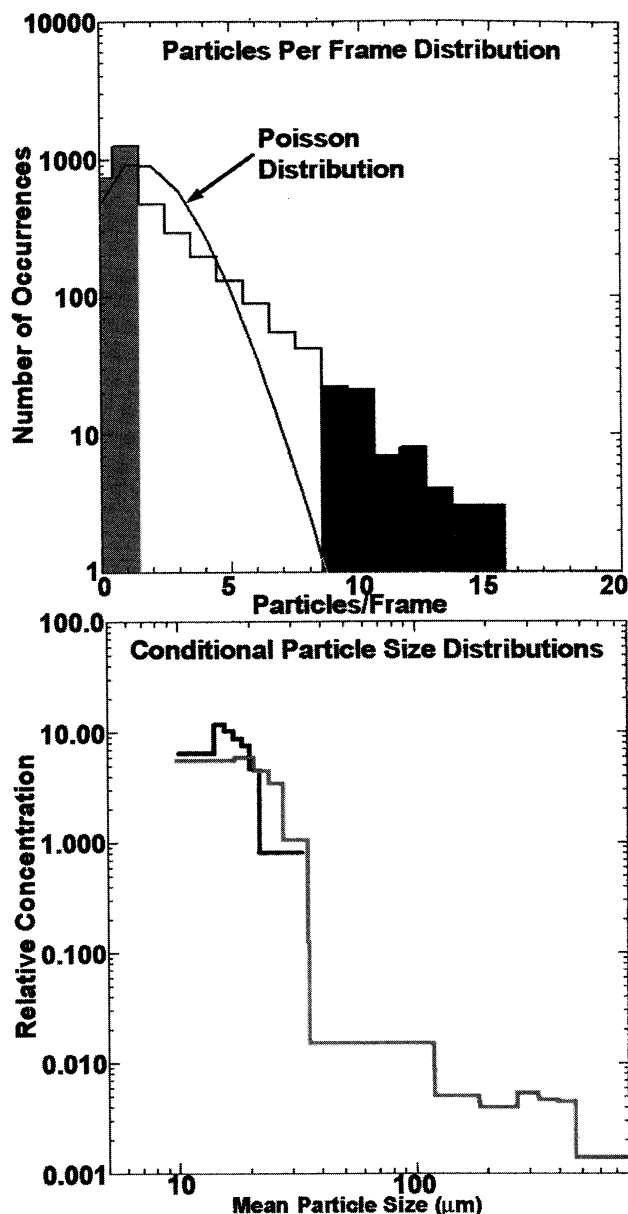 Particles Per Frame Distribution
Poisson
Distribution
Number of Occurrences
10000
1000
100
10
1
0
5
10
15
20
Particles/Frame
Conditional Particle Size Distributions
Relative Concentration
100.0
10.00
1.000
0.100
0.010
0.001
10
100
Mean Particle Size (μm)